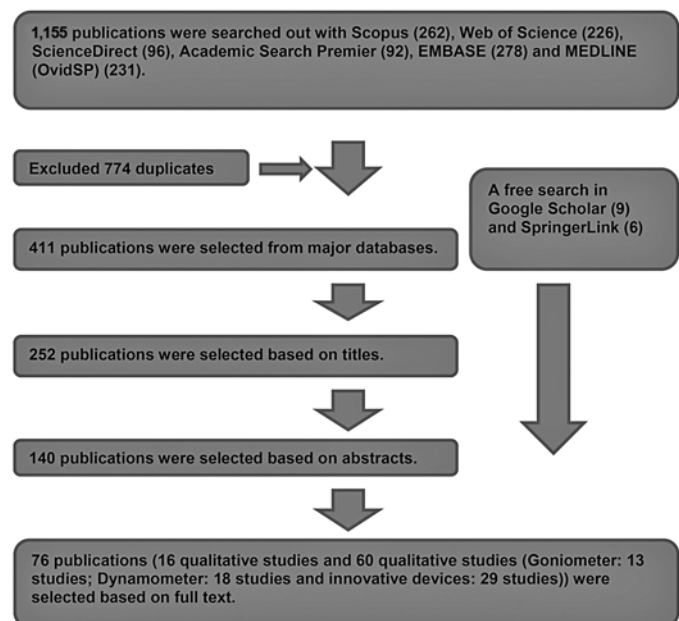 1,155 publications were searched out with Scopus (262), Web of Science (226),
ScienceDirect (96), Academic Search Premier (92), EMBASE (278) and MEDLINE
(OvidSP) (231).
Excluded 774 duplicates
A free search in
Google Scholar (9)
and SpringerLink (6)
411 publications were selected from major databases.
252 publications were selected based on titles.
140 publications were selected based on abstracts.
76 publications (16 qualitative studies and 60 qualitative studies (Goniometer: 13
studies; Dynamometer: 18 studies and innovative devices: 29 studies)) were
selected based on full text.